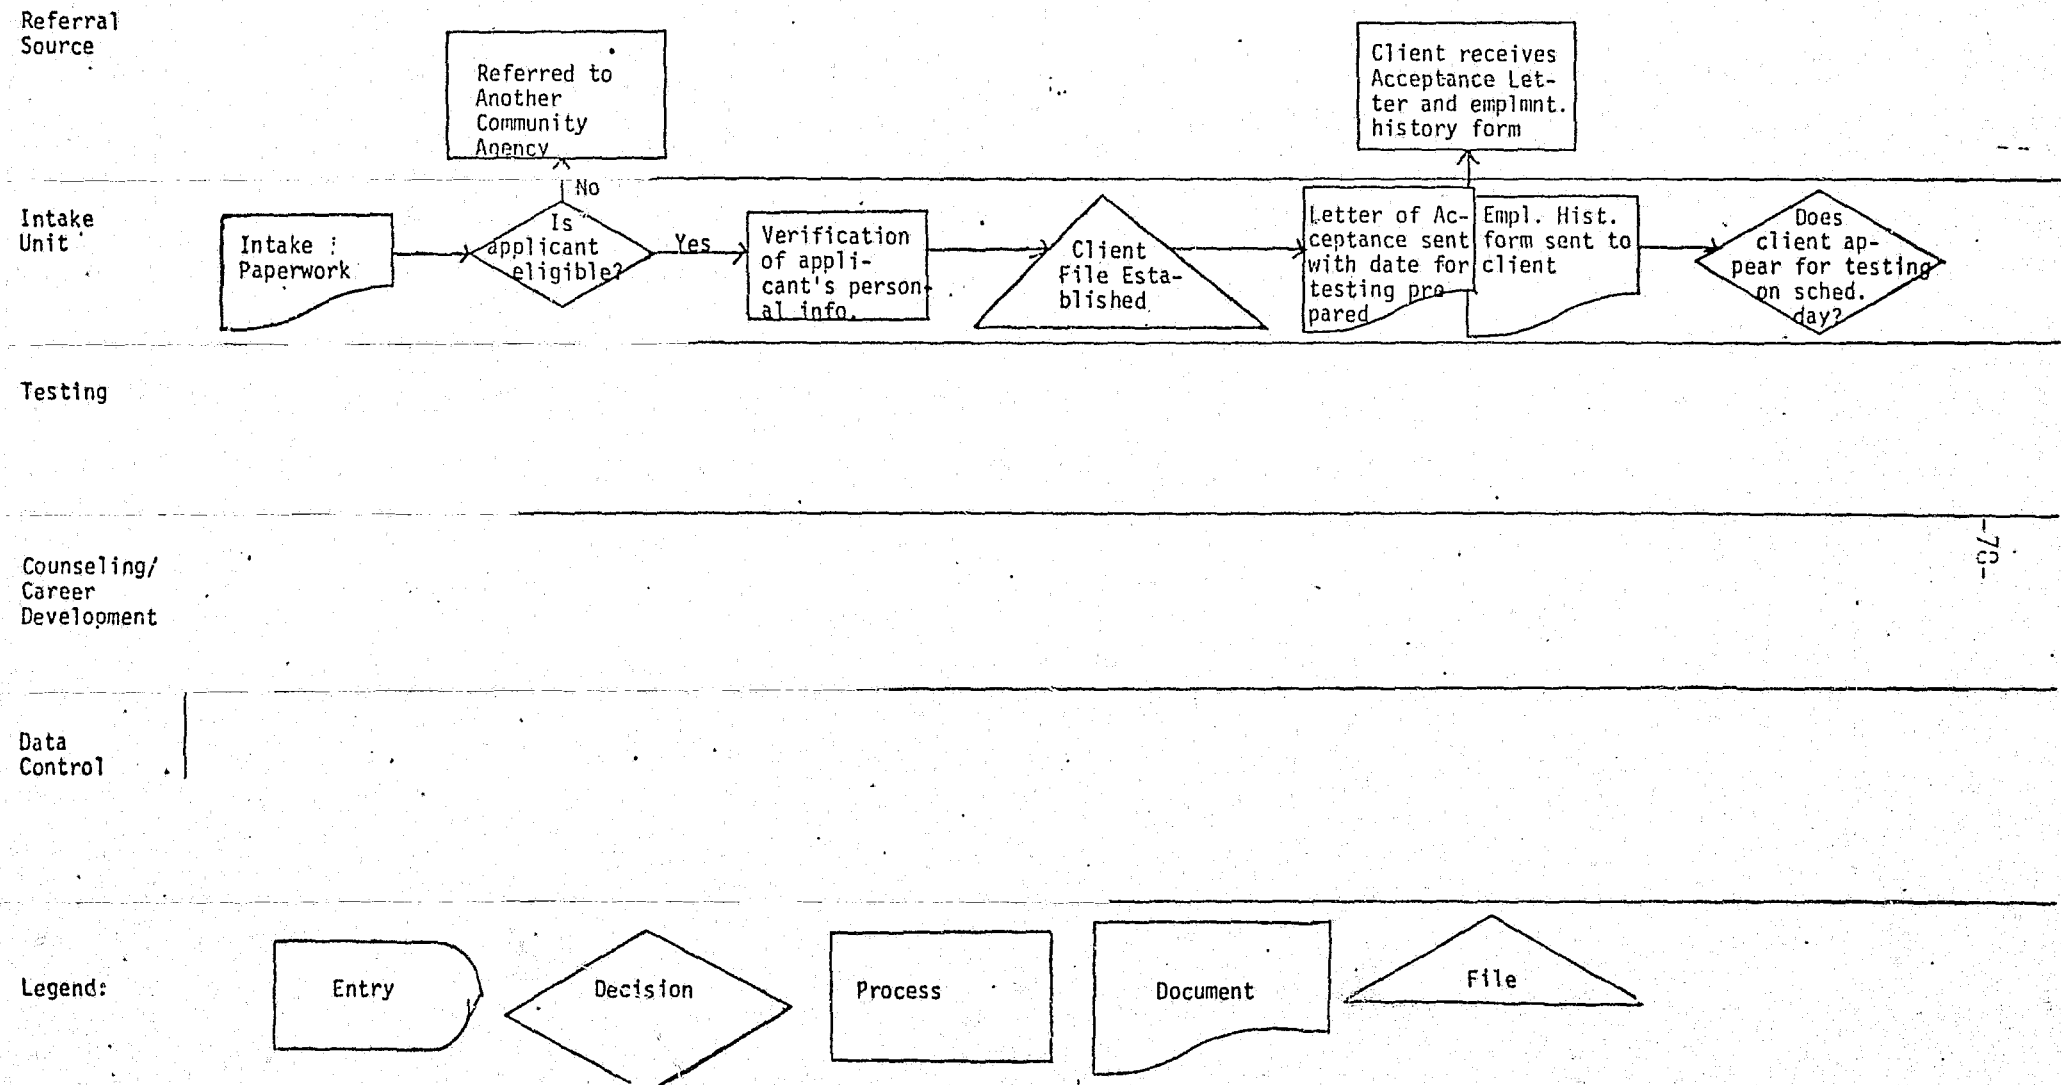 Referral
Source
Referred to
Another
Community
Agency
Client receives
Acceptance Let-
ter and emplmnt.
history form
No
Intake
Unit
Intake :
Paperwork
Is
applicant
eligible?
Yes
Verification
of appli-
cant's person-
al info.
Client
File Esta-
blished
Letter of Ac-
ceptance sent
with date for
testing pre
pared
Empl. Hist.
form sent to
client
Does
client ap-
pear for testing
on sched.
day?
Testing
Counseling/
Career
Development
Data
Control
Legend:
Entry
Decision
Process
Document
File